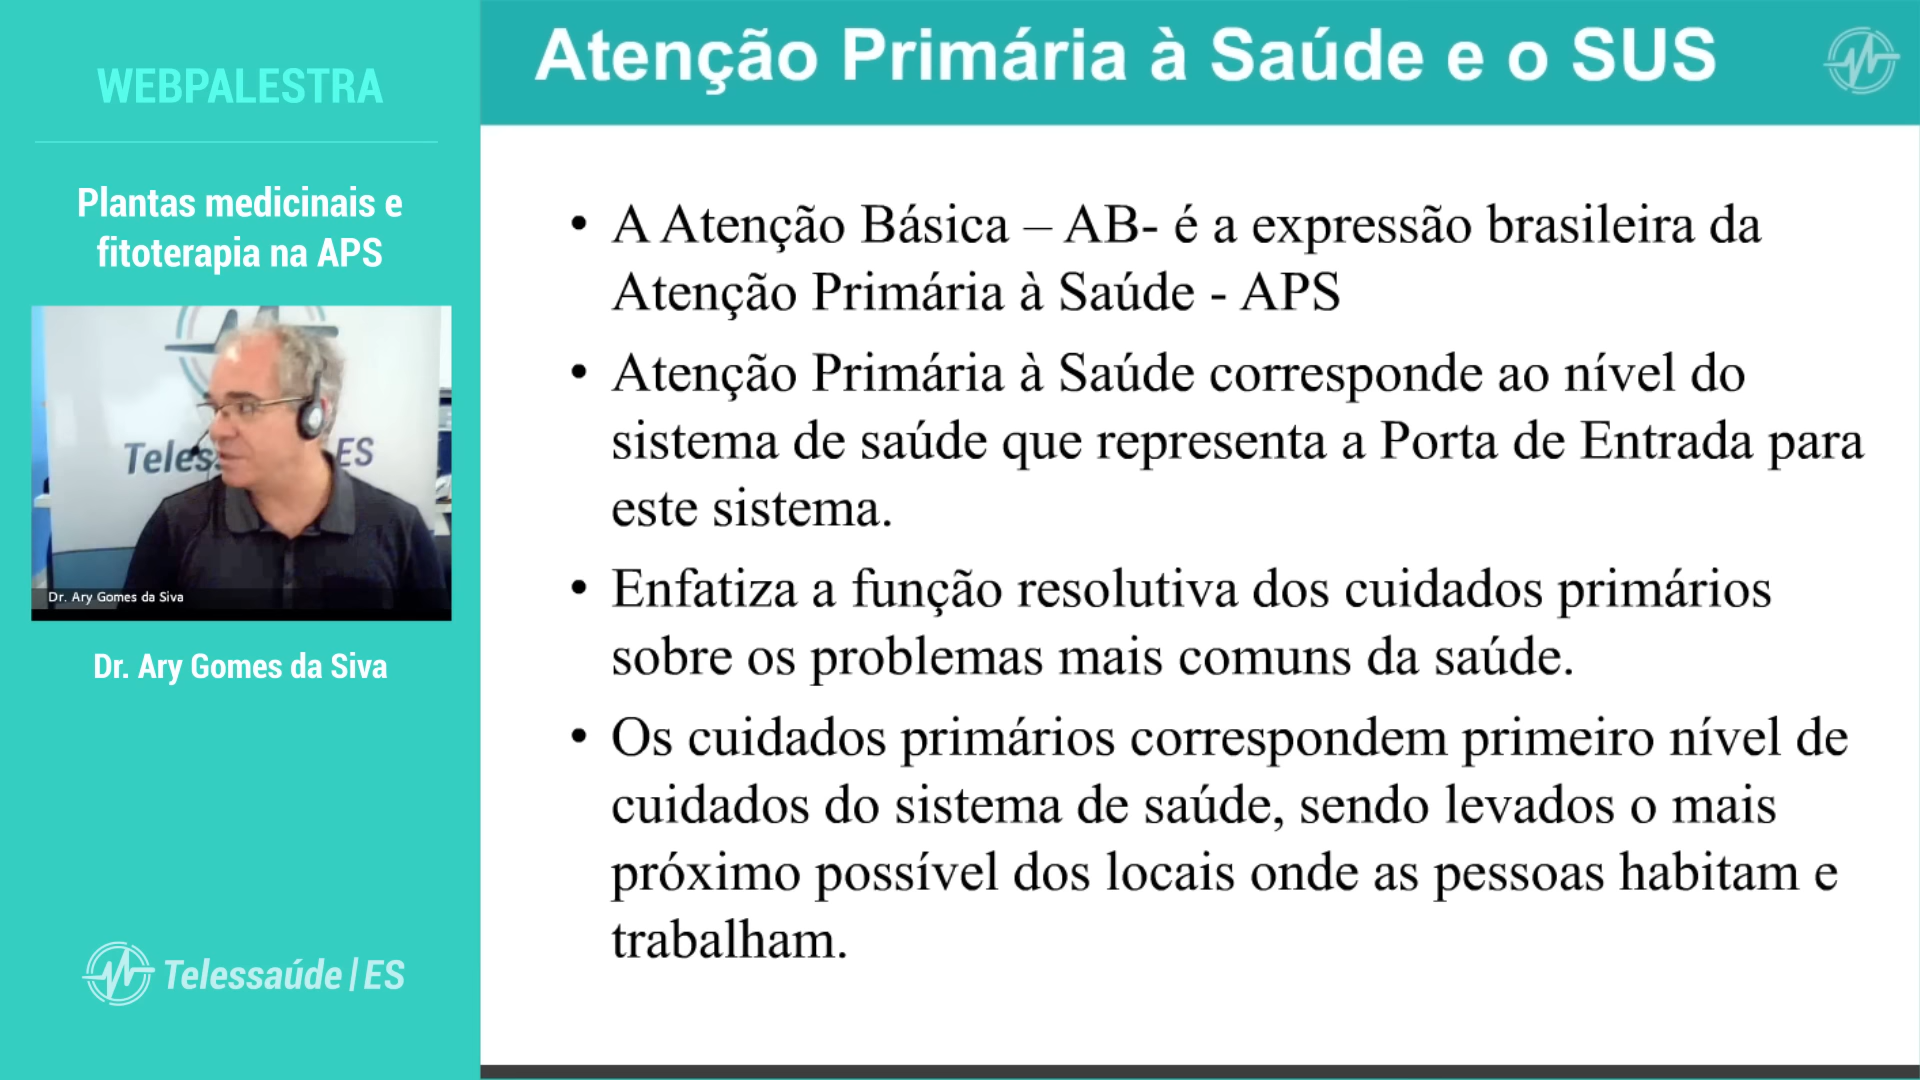 WEBPALESTRA
Plantas medicinais e
fitoterapia na APS
Teles
ES
Dr. Ary Gomes da Siva
Dr. Ary Gomes da Siva
Telessaúde|ES
Atenção Primária à Saúde e o SUS
• A Atenção Básica – AB- é a expressão brasileira da
Atenção Primária à Saúde - APS
• Atenção Primária à Saúde corresponde ao nível do
sistema de saúde que representa a Porta de Entrada para
este sistema.
• Enfatiza a função resolutiva dos cuidados primários
sobre os problemas mais comuns da saúde.
• Os cuidados primários correspondem primeiro nível de
cuidados do sistema de saúde, sendo levados o mais
próximo possível dos locais onde as pessoas habitam e
trabalham.